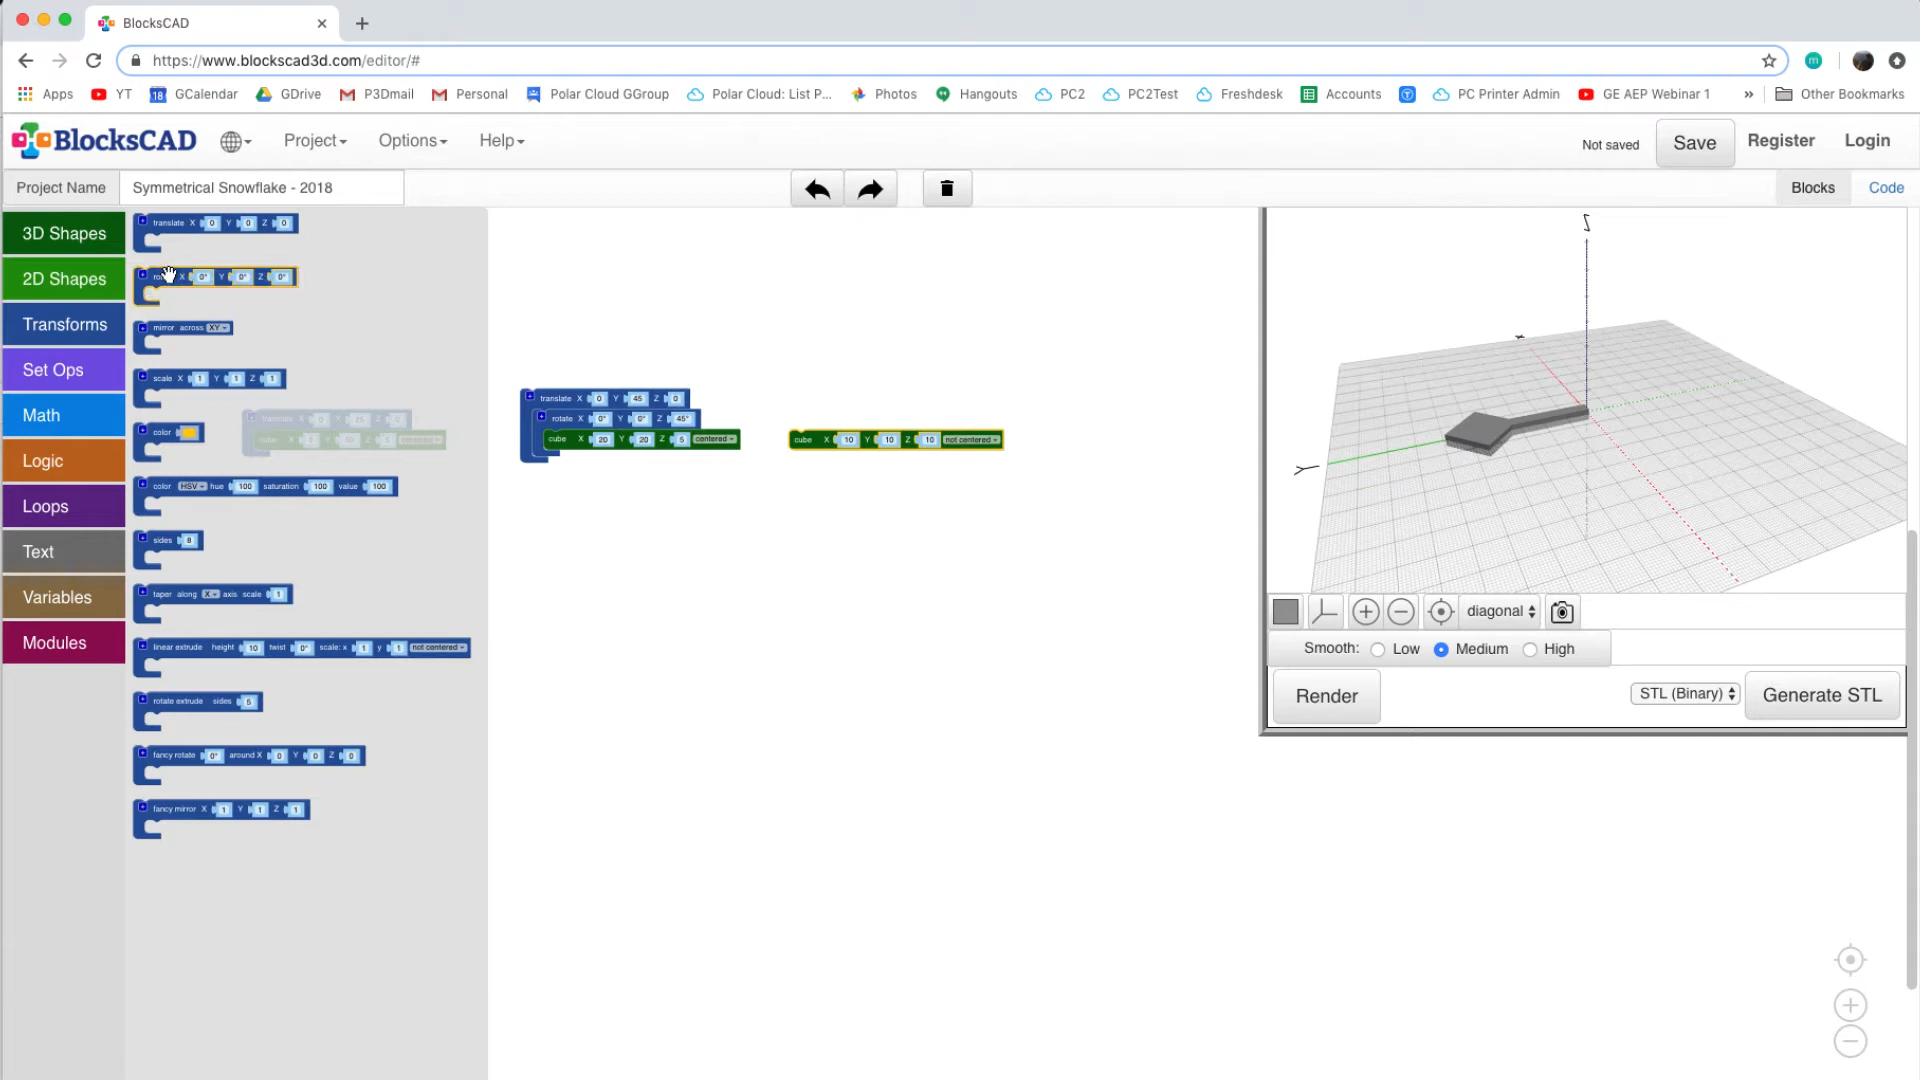 BlocksCAD
https://www.blockscad3d.com/editor/#
Apps YT GCalendar GDrive P3Dmail Personal Polar Cloud GGroup Polar Cloud: List P... Photos Hangouts PC2 PC2Test Freshdesk Accounts PC Printer Admin GE AEP Webinar 1 » Other Bookmarks
BlocksCAD Project Options Help Not saved Save Register Login
Project Name Symmetrical Snowflake - 2018 Blocks Code
3D Shapes
2D Shapes
Transforms
Set Ops
Math
Logic
Loops
Text
Variables
Modules
translate X 0 Y 0 Z 0
X 0° Y 0° Z 0°
mirror across XY
scale X 1 Y 1 Z 1
color
color HSV hue 100 saturation 100 value 100
sides 8
taper along X axis scale 1
linear extrude height 10 twist 0° scale: x 1 y 1 not centered
rotate extrude sides 5
fancy rotate 0° around X 0 Y 0 Z 0
fancy mirror X 1 Y 1 Z 1
translate X 0 Y 45 Z 0
rotate X 0° Y 0° Z 45°
cube X 20 Y 20 Z 5 centered
cube X 10 Y 10 Z 10 not centered
Z
X
Y
diagonal
Smooth: Low Medium High
Render STL (Binary) Generate STL